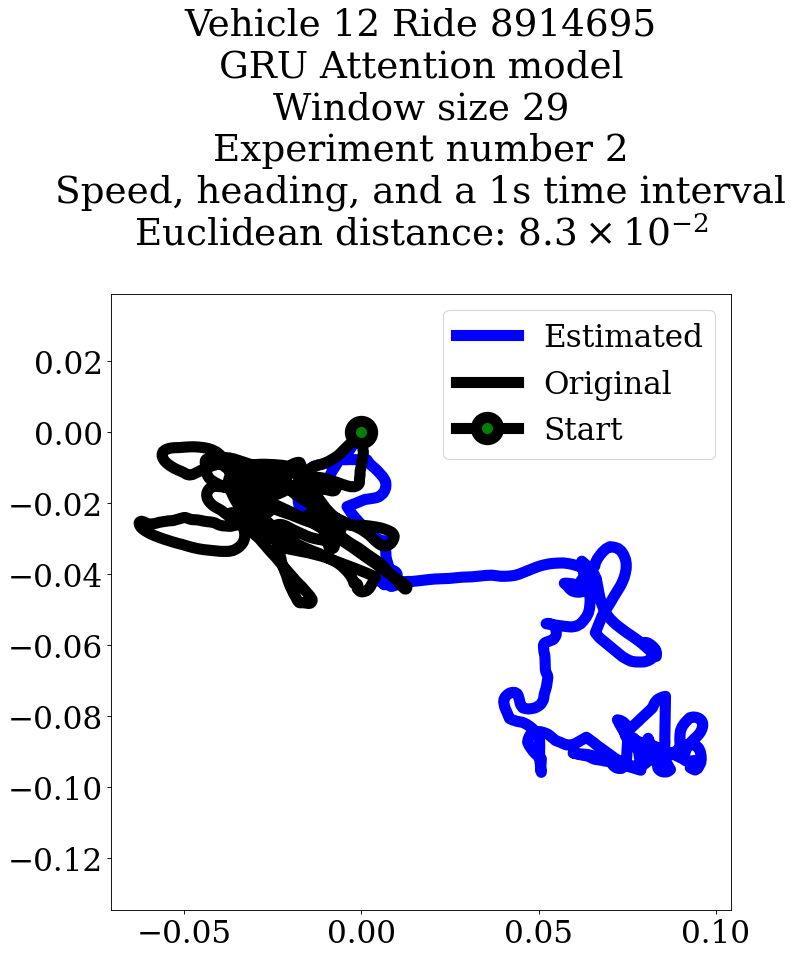 Vehicle 12 Ride 8914695
GRU Attention model
Window size 29
Experiment number 2
Speed, heading, and a 1s time interval
Euclidean distance: 8.3 × 10⁻²
Estimated
Original
Start
0.02
0.00
−0.02
−0.04
−0.06
−0.08
−0.10
−0.12
−0.05
0.00
0.05
0.10